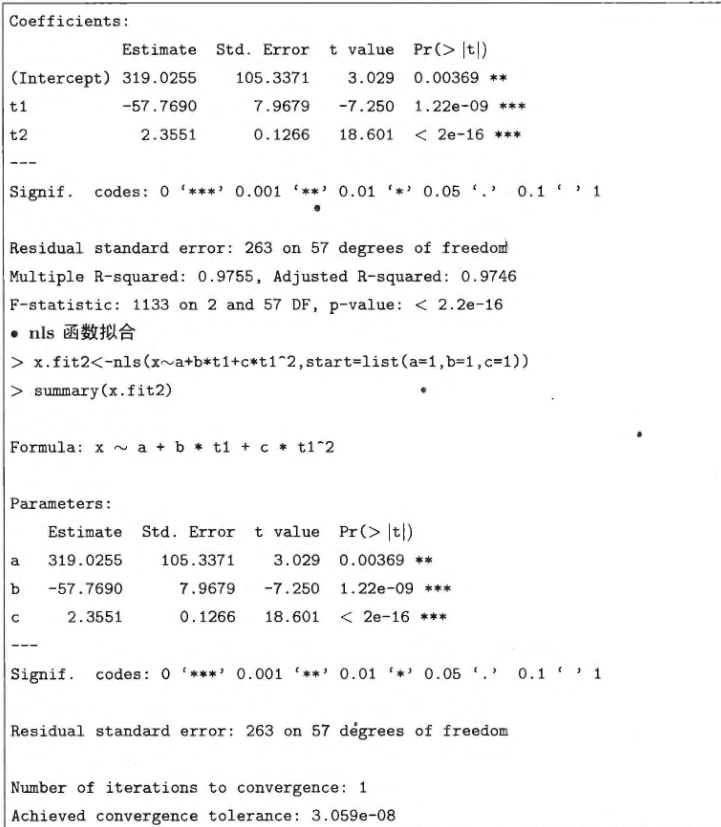 Coefficients:
Estimate Std. Error t value Pr(> |t|)
(Intercept) 319.0255 105.3371 3.029 0.00369 **
t1 -57.7690 7.9679 -7.250 1.22e-09 ***
t2 2.3551 0.1266 18.601 < 2e-16 ***
---
Signif. codes: 0 ‘***’ 0.001 ‘**’ 0.01 ‘*’ 0.05 ‘.’ 0.1 ‘ ’ 1
Residual standard error: 263 on 57 degrees of freedom
Multiple R-squared: 0.9755, Adjusted R-squared: 0.9746
F-statistic: 1133 on 2 and 57 DF, p-value: < 2.2e-16
• nls 函数拟合
> x.fit2<-nls(x~a+b*t1+c*t1^2,start=list(a=1,b=1,c=1))
> summary(x.fit2)
Formula: x ~ a + b * t1 + c * t1^2
Parameters:
Estimate Std. Error t value Pr(> |t|)
a 319.0255 105.3371 3.029 0.00369 **
b -57.7690 7.9679 -7.250 1.22e-09 ***
c 2.3551 0.1266 18.601 < 2e-16 ***
---
Signif. codes: 0 ‘***’ 0.001 ‘**’ 0.01 ‘*’ 0.05 ‘.’ 0.1 ‘ ’ 1
Residual standard error: 263 on 57 degrees of freedom
Number of iterations to convergence: 1
Achieved convergence tolerance: 3.059e-08